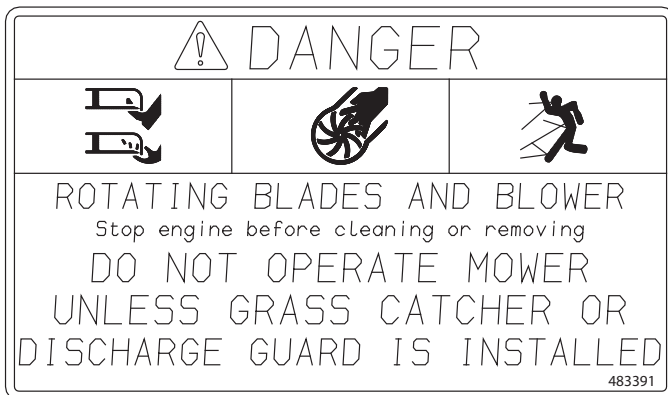 DANGER
ROTATING BLADES AND BLOWER
Stop engine before cleaning or removing
DO NOT OPERATE MOWER
UNLESS GRASS CATCHER OR
DISCHARGE GUARD IS INSTALLED
483391